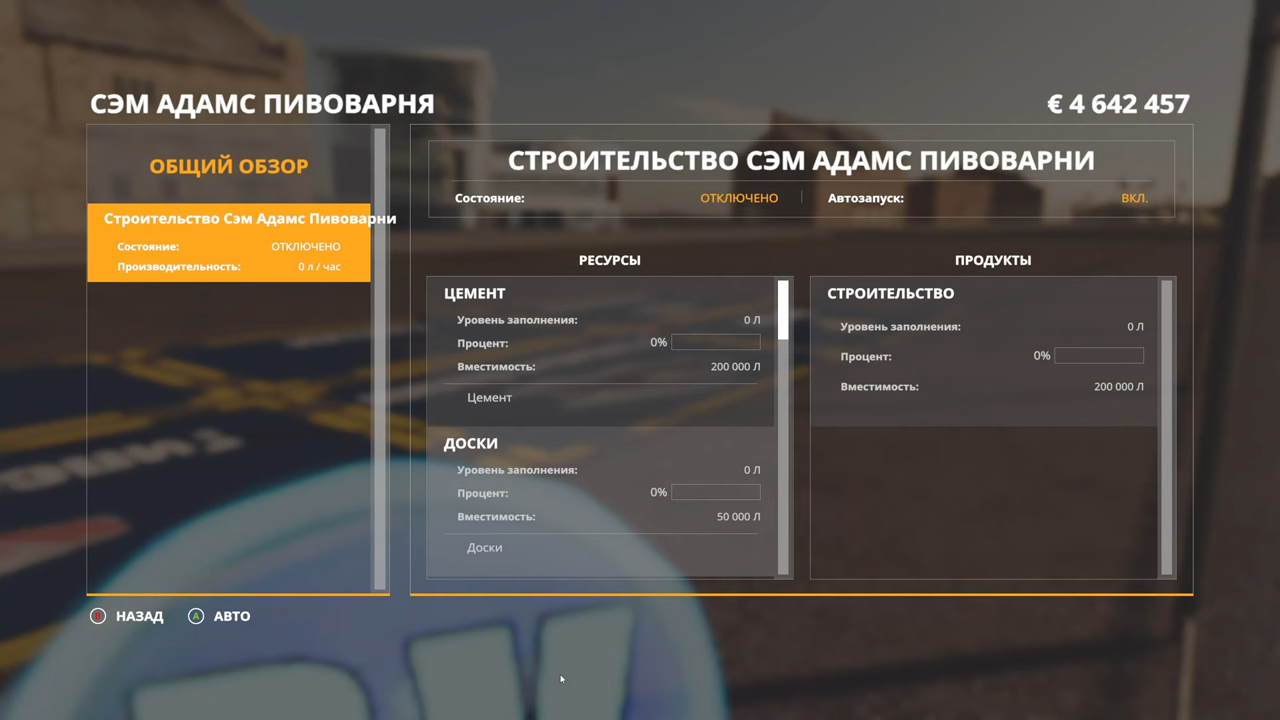 СЭМ АДАМС ПИВОВАРНЯ
€ 4 642 457
ОБЩИЙ ОБЗОР
Строительство Сэм Адамс Пивоварни
Состояние: ОТКЛЮЧЕНО
Производительность: 0 л / час
СТРОИТЕЛЬСТВО СЭМ АДАМС ПИВОВАРНИ
Состояние: ОТКЛЮЧЕНО
Автозапуск: ВКЛ.
РЕСУРСЫ
ЦЕМЕНТ
Уровень заполнения: 0 Л
Процент: 0%
Вместимость: 200 000 Л
Цемент
ДОСКИ
Уровень заполнения: 0 Л
Процент: 0%
Вместимость: 50 000 Л
Доски
ПРОДУКТЫ
СТРОИТЕЛЬСТВО
Уровень заполнения: 0 Л
Процент: 0%
Вместимость: 200 000 Л
B НАЗАД
A АВТО